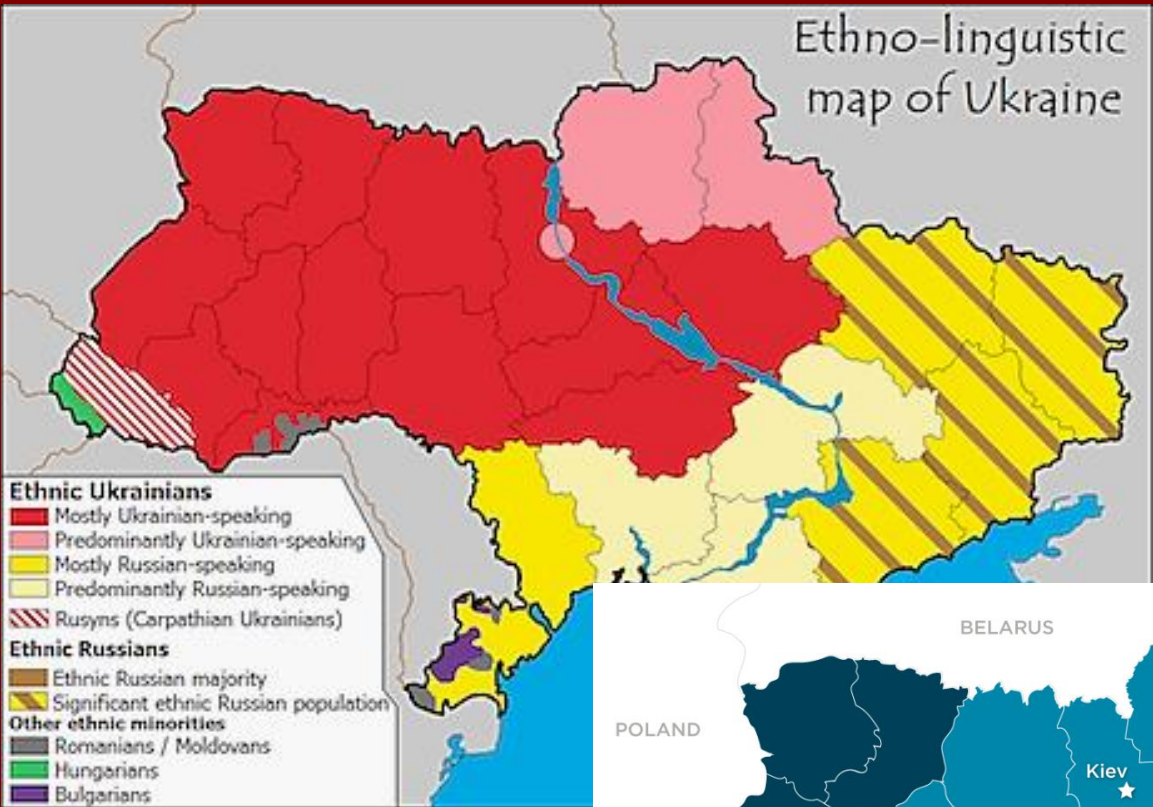 Ethno-linguistic
map of Ukraine
Ethnic Ukrainians
Mostly Ukrainian-speaking
Predominantly Ukrainian-speaking
Mostly Russian-speaking
Predominantly Russian-speaking
Rusyns (Carpathian Ukrainians)
Ethnic Russians
Ethnic Russian majority
Significant ethnic Russian population
Other ethnic minorities
Romanians / Moldovans
Hungarians
Bulgarians
BELARUS
POLAND
Kiev